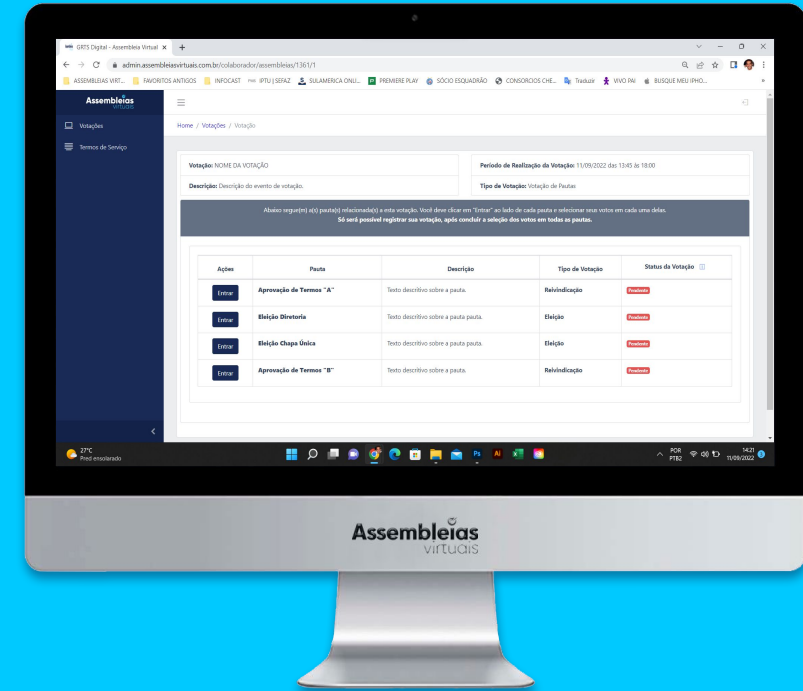 GRTS Digital - Assembleia Virtual
admin.assembleiasvirtuais.com.br/colaborador/assembleias/1361/1
ASSEMBLEIAS VIRT... FAVORITOS ANTIGOS INFOCAST IPTU | SEFAZ SULAMERICA ONLI... PREMIERE PLAY SÓCIO ESQUADRÃO CONSORCIOS CHE... Traduzir VIVO PAI BUSQUE MEU IPHO...
Assembleias
virtuais
Votações
Termos de Serviço
Home / Votações / Votação
Votação: NOME DA VOTAÇÃO
Período de Realização da Votação: 11/09/2022 das 13:45 às 18:00
Descrição: Descrição do evento de votação.
Tipo de Votação: Votação de Pautas
Abaixo segue(m) a(s) pauta(s) relacionada(s) a esta votação. Você deve clicar em "Entrar" ao lado de cada pauta e selecionar seus votos em cada uma delas.
Só será possível registrar sua votação, após concluir a seleção dos votos em todas as pautas.
Ações Pauta Descrição Tipo de Votação Status da Votação
Entrar Aprovação de Termos "A" Texto descritivo sobre a pauta. Reivindicação Pendente
Entrar Eleição Diretoria Texto descritivo sobre a pauta pauta. Eleição Pendente
Entrar Eleição Chapa Única Texto descritivo sobre a pauta pauta. Eleição Pendente
Entrar Aprovação de Termos "B" Texto descritivo sobre a pauta. Reivindicação Pendente
27°C
Pred ensolarado
Ps Ai
POR
PTB2
14:21
11/09/2022
Assembleias
virtuais